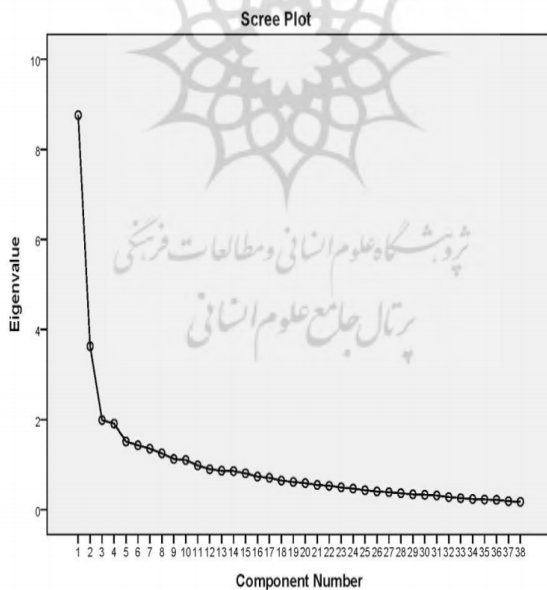 Scree Plot
10
8
پژوهشگاه علوم انسانی و مطالعات فرهنگی
6
Eigenvalue
پرتال جامع علوم انسانی
4
2
0
1 2 3 4 5 6 7 8 9 10 11 12 13 14 15 16 17 18 19 20 21 22 23 24 25 26 27 28 29 30 31 32 33 34 35 36 37 38
Component Number